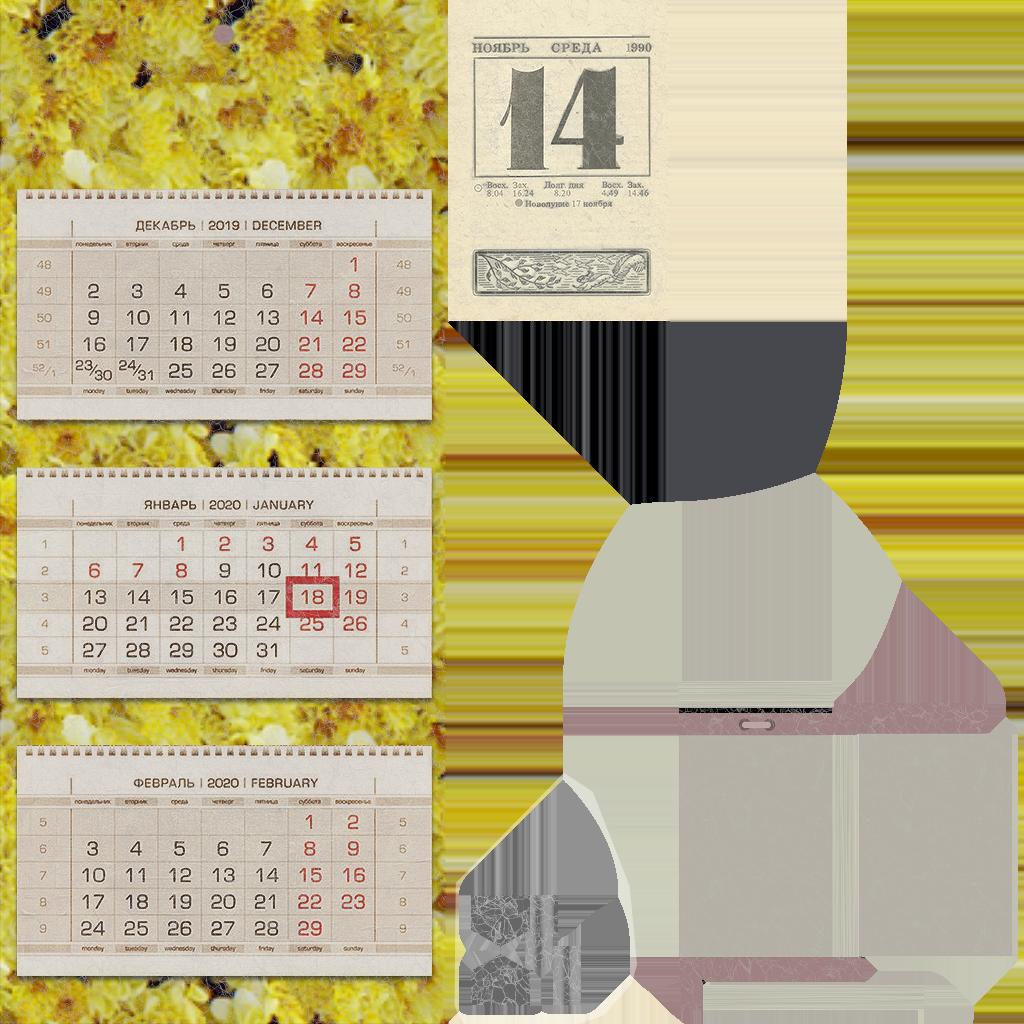 НОЯБРЬ СРЕДА 1990
14
Восх. Зах. Долг. дня Восх. Зах.
8.04 16.24 8.20 4.49 14.46
Новолуние 17 ноября
ДЕКАБРЬ | 2019 | DECEMBER
понедельник вторник среда четверг пятница суббота воскресенье
48 1 48
49 2 3 4 5 6 7 8 49
50 9 10 11 12 13 14 15 50
51 16 17 18 19 20 21 22 51
52/1 23/30 24/31 25 26 27 28 29 52/1
monday tuesday wednesday thursday friday saturday sunday
ЯНВАРЬ | 2020 | JANUARY
понедельник вторник среда четверг пятница суббота воскресенье
1 1 2 3 4 5 1
2 6 7 8 9 10 11 12 2
3 13 14 15 16 17 18 19 3
4 20 21 22 23 24 25 26 4
5 27 28 29 30 31 5
monday tuesday wednesday thursday friday saturday sunday
ФЕВРАЛЬ | 2020 | FEBRUARY
понедельник вторник среда четверг пятница суббота воскресенье
5 1 2 5
6 3 4 5 6 7 8 9 6
7 10 11 12 13 14 15 16 7
8 17 18 19 20 21 22 23 8
9 24 25 26 27 28 29 9
monday tuesday wednesday thursday friday saturday sunday